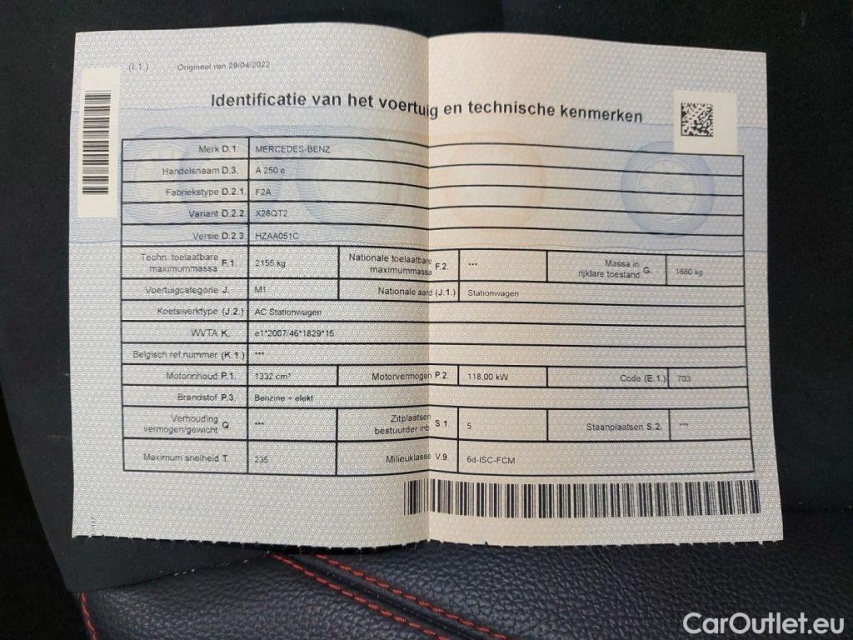 (I.1.) Origineel van 29/04/2022
Identificatie van het voertuig en technische kenmerken
Merk D.1. MERCEDES-BENZ
Handelsnaam D.3. A 250 e
Fabriekstype D.2.1. F2A
Variant D.2.2. X28QT2
Versie D.2.3. HZAA051C
Techn. toelaatbare maximummassa F.1. 2155 kg Nationale toelaatbare maximummassa F.2. --- Massa in rijklare toestand G. 1680 kg
Voertuigcategorie J. M1 Nationale aard (J.1.) Stationwagen
Koetswerktype (J.2.) AC Stationwagen
WVTA K. e1*2007/46*1829*15
Belgisch ref.nummer (K.1.) ---
Motorinhoud P.1. 1332 cm³ Motorvermogen P.2. 118,00 kW Code (E.1.) 703
Brandstof P.3. Benzine + elekt
Verhouding vermogen/gewicht Q. --- Zitplaatsen bestuurder inb S.1. 5 Staanplaatsen S.2. ---
Maximum snelheid T. 235 Milieuklasse V.9. 6d-ISC-FCM
CarOutlet.eu